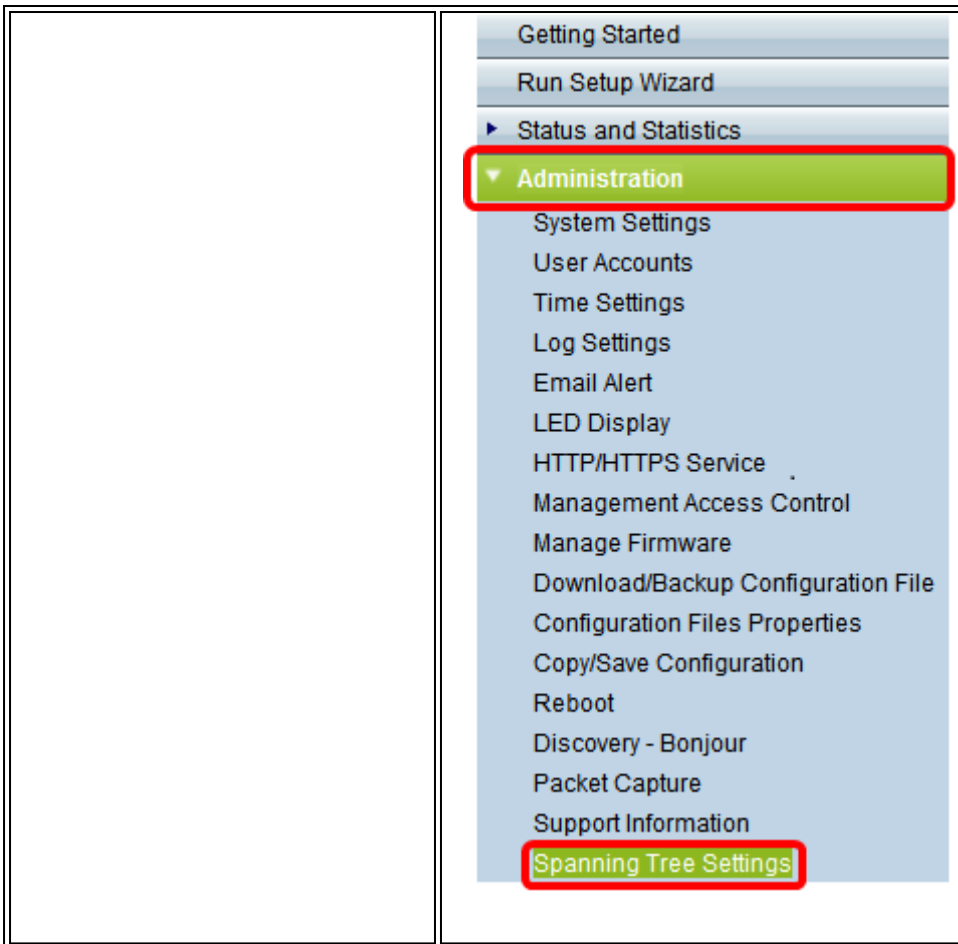 Getting Started
Run Setup Wizard
Status and Statistics
Administration
System Settings
User Accounts
Time Settings
Log Settings
Email Alert
LED Display
HTTP/HTTPS Service
Management Access Control
Manage Firmware
Download/Backup Configuration File
Configuration Files Properties
Copy/Save Configuration
Reboot
Discovery - Bonjour
Packet Capture
Support Information
Spanning Tree Settings